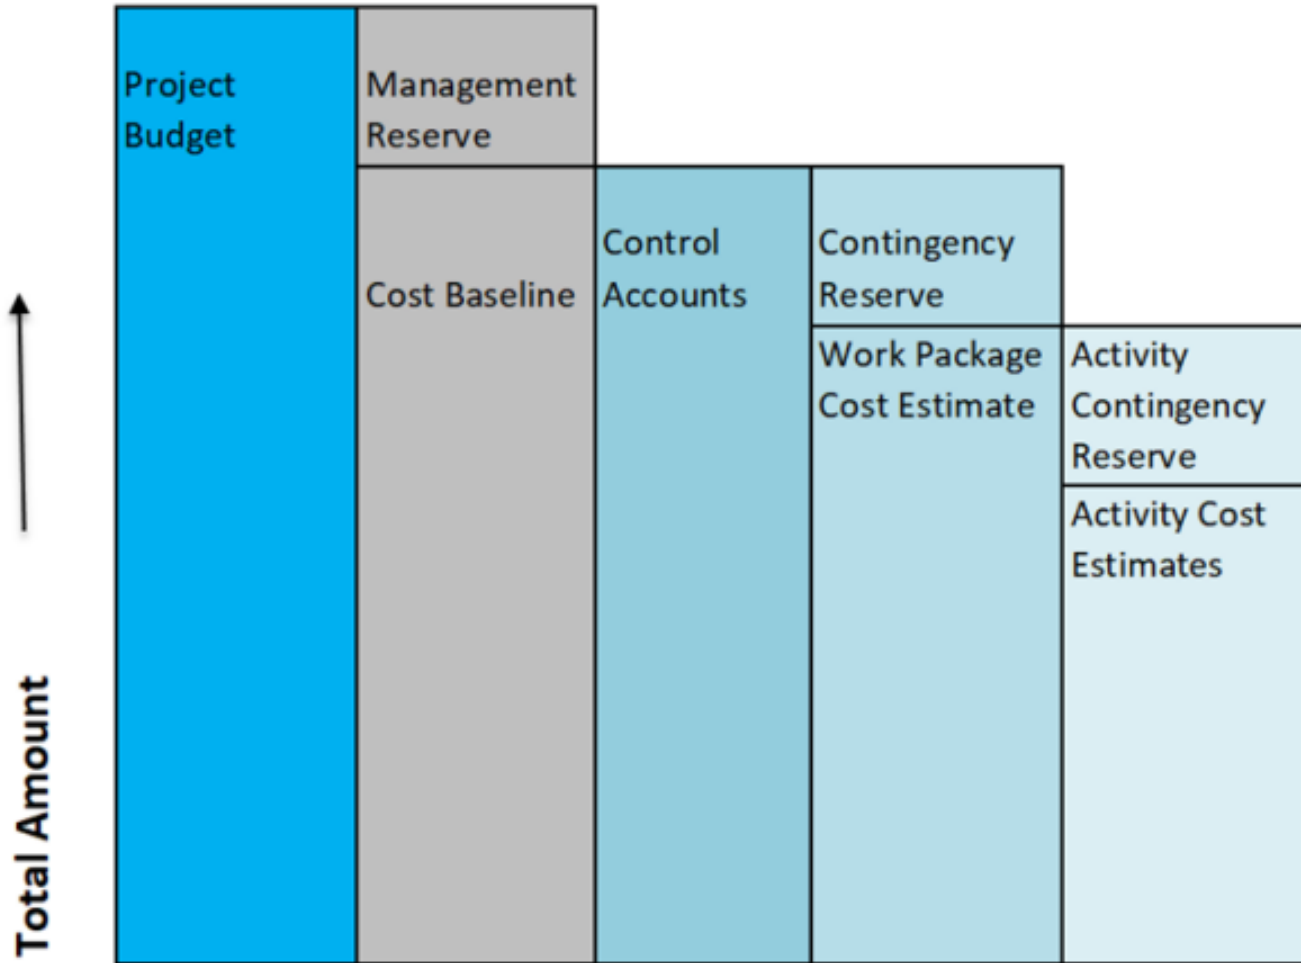 Project
Budget
Management
Reserve
Cost Baseline
Control
Accounts
Contingency
Reserve
Work Package
Cost Estimate
Activity
Contingency
Reserve
Activity Cost
Estimates
Total Amount